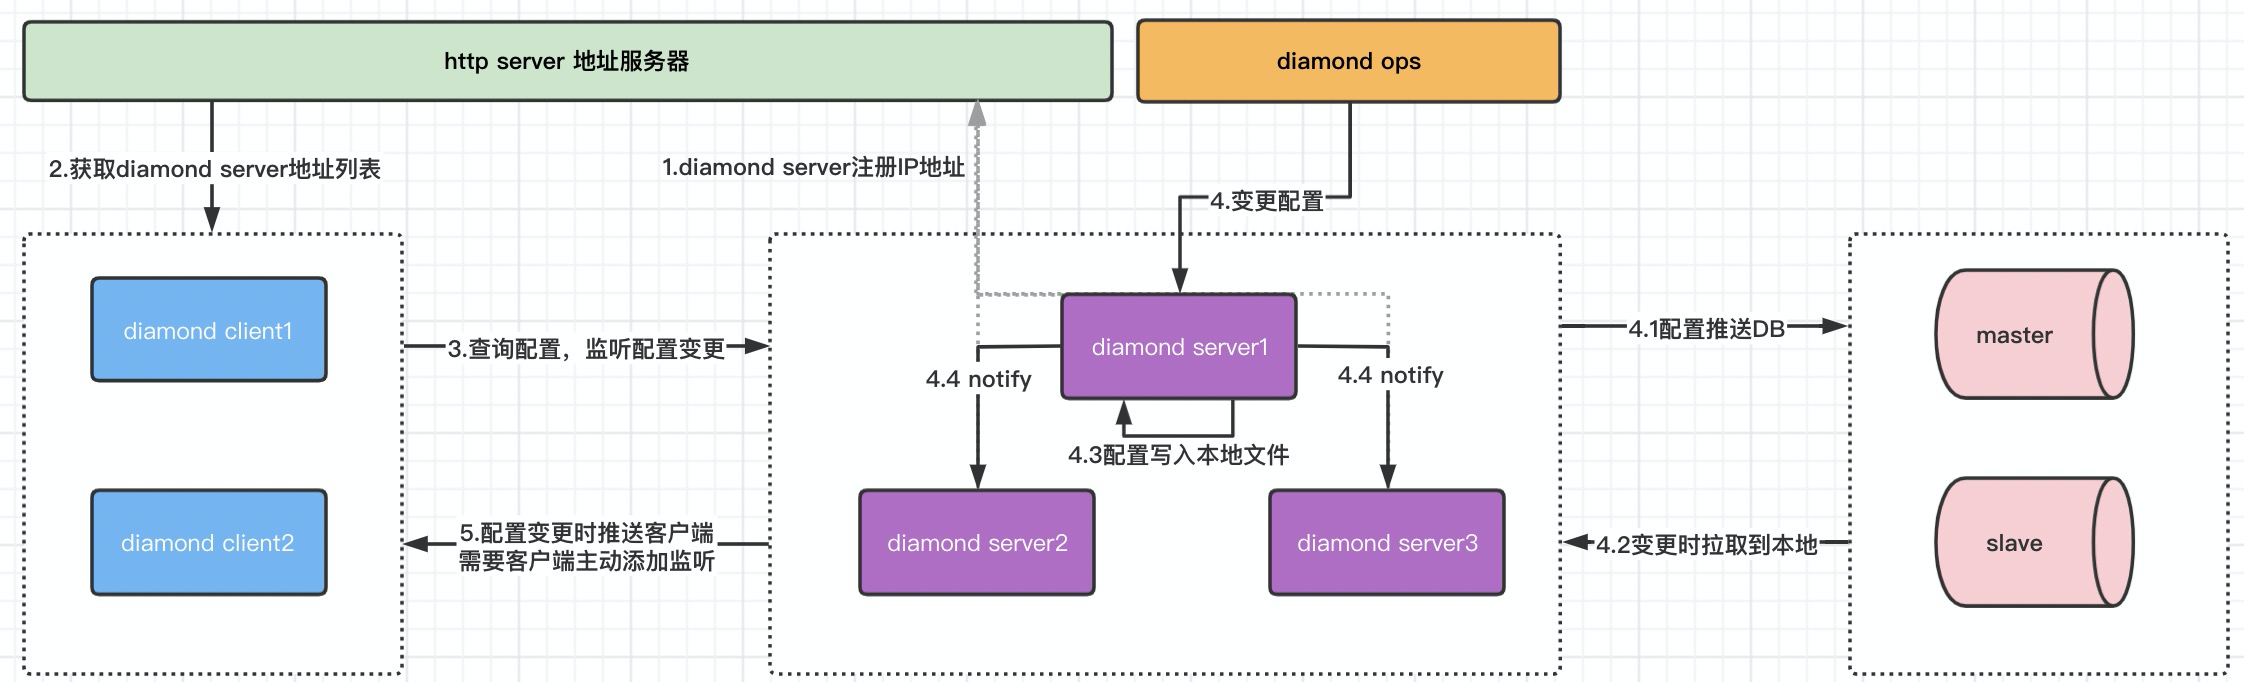 http server 地址服务器
diamond ops
2.获取diamond server地址列表
1.diamond server注册IP地址
4.变更配置
diamond client1
3.查询配置，监听配置变更
diamond server1
4.1配置推送DB
master
4.4 notify
4.4 notify
4.3配置写入本地文件
diamond client2
5.配置变更时推送客户端
需要客户端主动添加监听
diamond server2
diamond server3
4.2变更时拉取到本地
slave